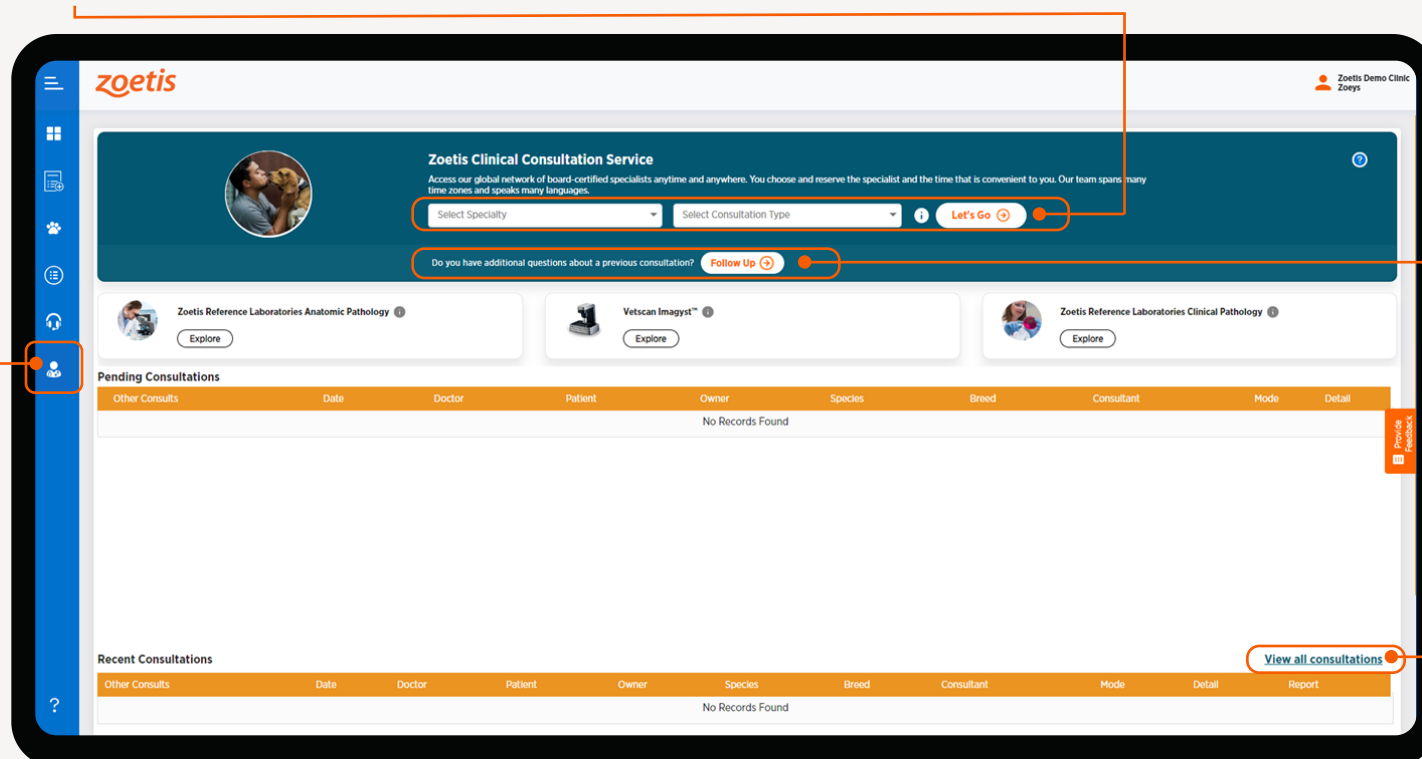 zoetis
Zoetis Demo Clinic
Zoeys
Zoetis Clinical Consultation Service
Access our global network of board-certified specialists anytime and anywhere. You choose and reserve the specialist and the time that is convenient to you. Our team spans many
time zones and speaks many languages.
Select Specialty
Select Consultation Type
i
Let's Go
?
Do you have additional questions about a previous consultation?
Follow Up
Zoetis Reference Laboratories Anatomic Pathology
Explore
Vetscan Imagyst™
Explore
Zoetis Reference Laboratories Clinical Pathology
Explore
Pending Consultations
Other Consults Date Doctor Patient Owner Species Breed Consultant Mode Detail
No Records Found
Provide
Feedback
Recent Consultations
View all consultations
Other Consults Date Doctor Patient Owner Species Breed Consultant Mode Detail Report
No Records Found
?